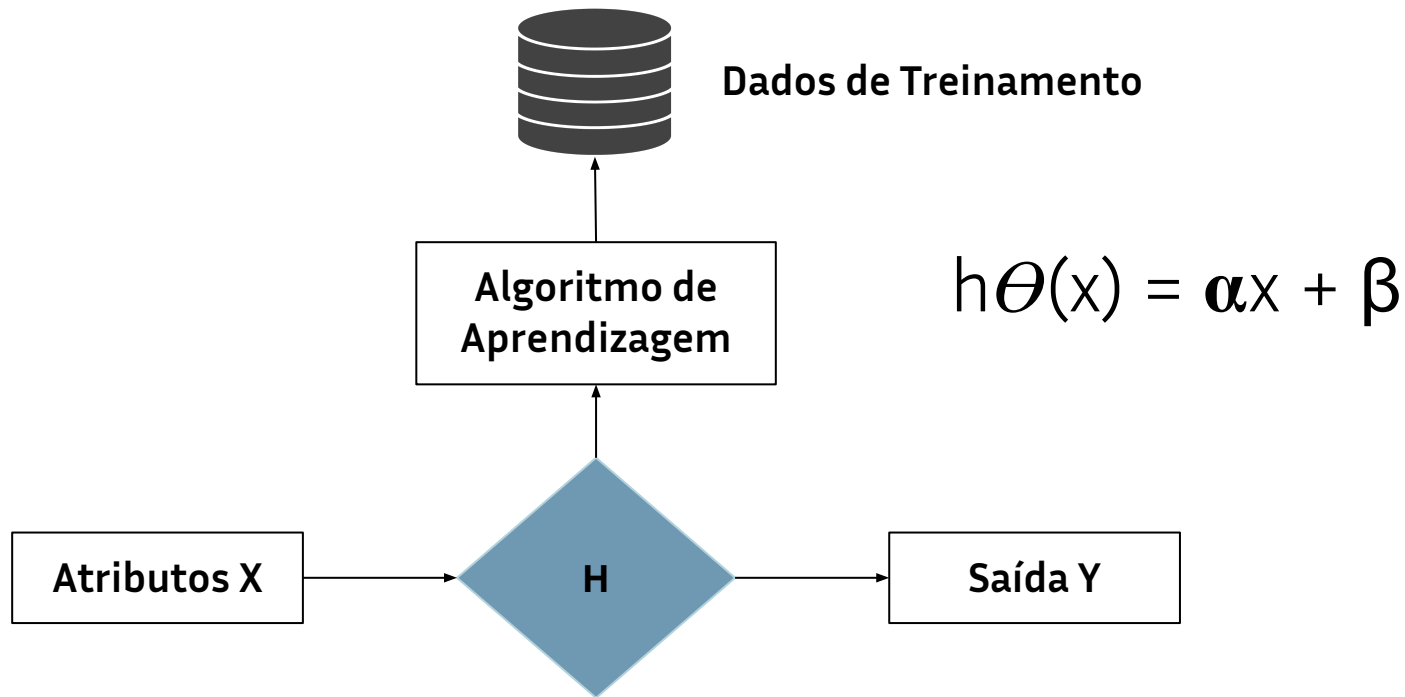 Dados de Treinamento
Algoritmo de
Aprendizagem
hΘ(x) = αx + β
Atributos X
H
Saída Y